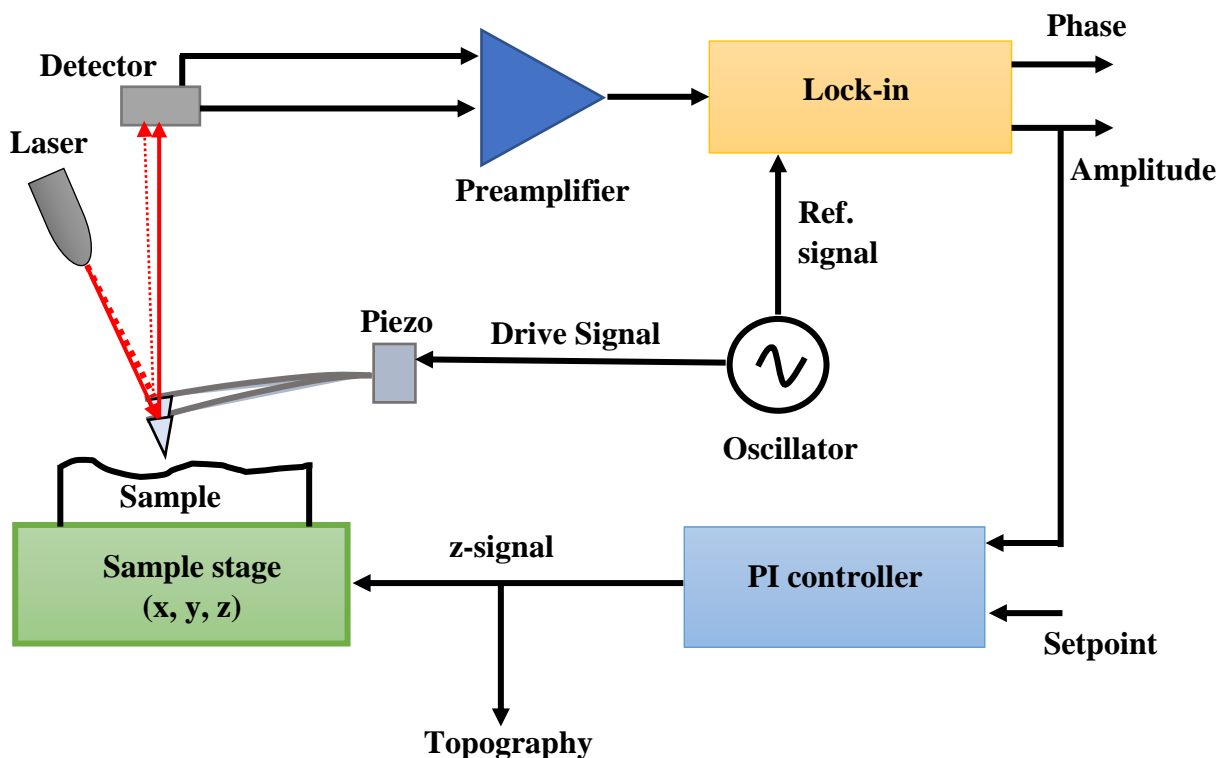 Phase
Detector
Lock-in
Laser
Amplitude
Preamplifier
Ref.
signal
Piezo
Drive Signal
Oscillator
Sample
z-signal
Sample stage
(x, y, z)
PI controller
Setpoint
Topography